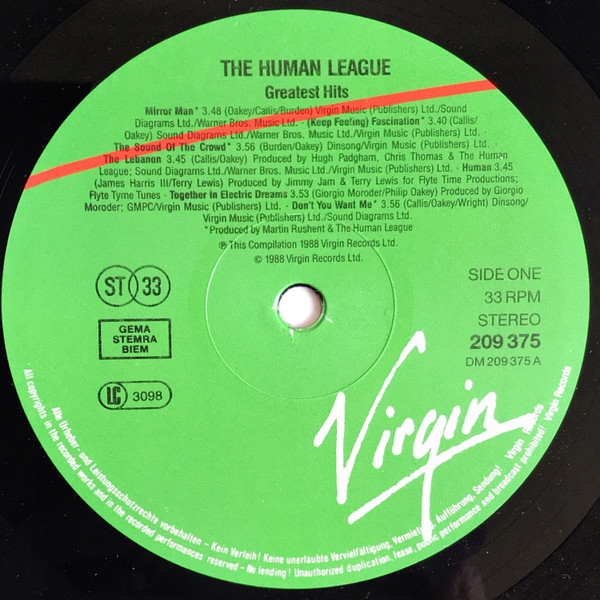 THE HUMAN LEAGUE
Greatest Hits
Mirror Man* 3.48 (Oakey/Callis/Burden) Virgin Music (Publishers) Ltd./Sound
Diagrams Ltd./Warner Bros. Music Ltd. · (Keep Feeling) Fascination* 3.40 (Callis/
Oakey) Sound Diagrams Ltd./Warner Bros. Music Ltd./Virgin Music (Publishers) Ltd. ·
· The Sound Of The Crowd* 3.56 (Burden/Oakey) Dinsong/Virgin Music (Publishers) Ltd.
· The Lebanon 3.45 (Callis/Oakey) Produced by Hugh Padgham, Chris Thomas & The Human
League; Sound Diagrams Ltd./Warner Bros. Music Ltd./Virgin Music (Publishers) Ltd. · Human 3.45
(James Harris III/Terry Lewis) Produced by Jimmy Jam & Terry Lewis for Flyte Time Productions;
Flyte Tyme Tunes · Together In Electric Dreams 3.53 (Giorgio Moroder/Philip Oakey) Produced by Giorgio
Moroder; GMPC/Virgin Music (Publishers) Ltd. · Don't You Want Me* 3.56 (Callis/Oakey/Wright) Dinsong/
Virgin Music (Publishers) Ltd./Sound Diagrams Ltd.
*Produced by Martin Rushent & The Human League
℗ This Compilation 1988 Virgin Records Ltd.
© 1988 Virgin Records Ltd.
ST 33
GEMA
STEMRA
BIEM
LC 3098
SIDE ONE
33 RPM
STEREO
209 375
DM 209 375 A
Virgin
Alle Urheber- und Leistungsschutzrechte vorbehalten - Kein Verleih! Keine unerlaubte Vervielfältigung, Vermietung, Aufführung, Sendung! Virgin Records
All copyrights in the recorded works and in the recorded performances reserved - No lending! Unauthorized duplication, lease, public performance and broadcast prohibited! Virgin Records